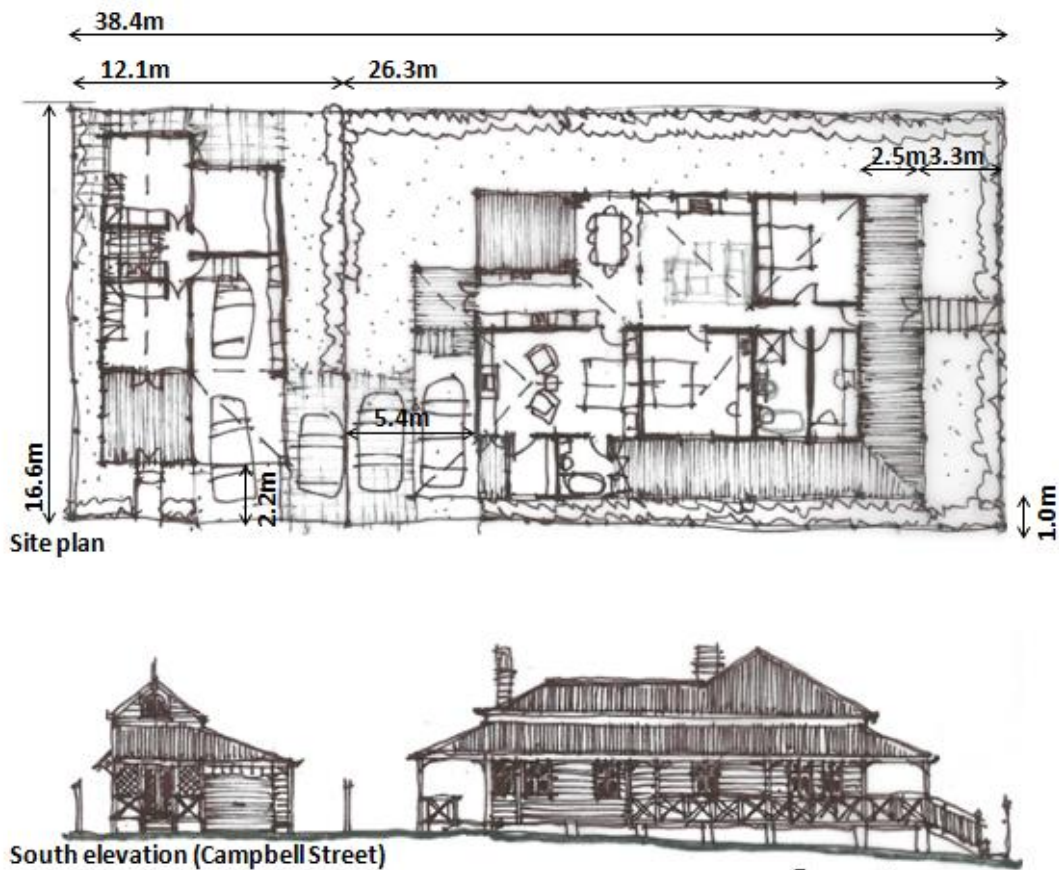 38.4m
12.1m
26.3m
2.5m 3.3m
16.6m
5.4m
2.2m
1.0m
Site plan
South elevation (Campbell Street)